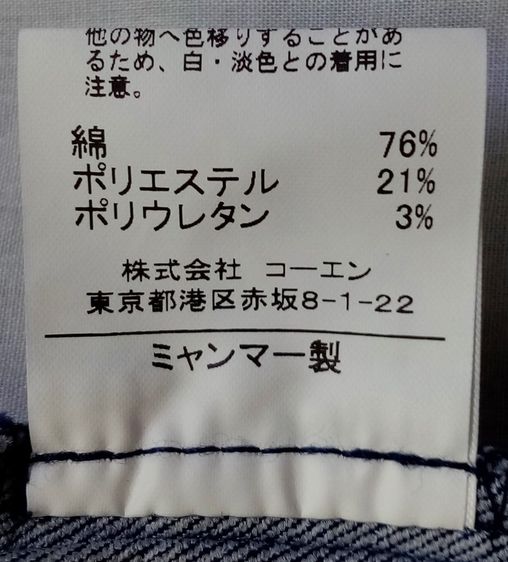 他の物へ色移りすることがあ
るため、白・淡色との着用に
注意。
綿 76%
ポリエステル 21%
ポリウレタン 3%
株式会社 コーエン
東京都港区赤坂8-1-22
ミャンマー製